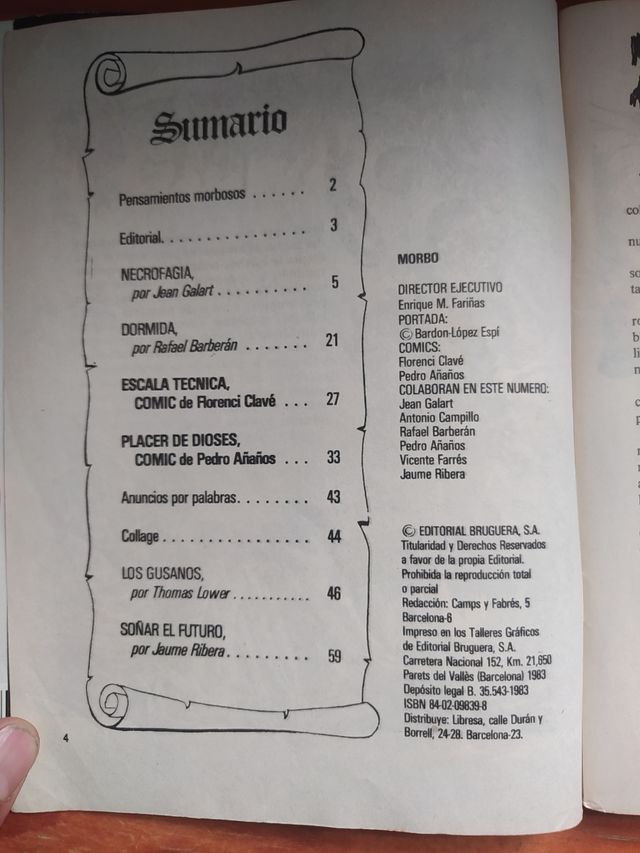 Sumario
Pensamientos morbosos . . . . . . 2
Editorial. . . . . . . . . . . . . . . 3
NECROFAGIA,
por Jean Galart . . . . . . . . . . 5
DORMIDA,
por Rafael Barberán . . . . . . . 21
ESCALA TECNICA,
COMIC de Florenci Clavé . . . 27
PLACER DE DIOSES,
COMIC de Pedro Añaños . . . 33
Anuncios por palabras. . . . . . . . 43
Collage . . . . . . . . . . . . . . . . 44
LOS GUSANOS,
por Thomas Lower . . . . . . . . . . . 46
SOÑAR EL FUTURO,
por Jaume Ribera. . . . . . . . . 59
4
MORBO
DIRECTOR EJECUTIVO
Enrique M. Fariñas
PORTADA:
© Bardon-López Espí
COMICS:
Florenci Clavé
Pedro Añaños
COLABORAN EN ESTE NUMERO:
Jean Galart
Antonio Campillo
Rafael Barberán
Pedro Añaños
Vicente Farrés
Jaume Ribera
© EDITORIAL BRUGUERA, S.A.
Titularidad y Derechos Reservados
a favor de la propia Editorial.
Prohibida la reproducción total
o parcial
Redacción: Camps y Fabrés, 5
Barcelona-6
Impreso en los Talleres Gráficos
de Editorial Bruguera, S.A.
Carretera Nacional 152, Km. 21,650
Parets del Vallès (Barcelona) 1983
Depósito legal B. 35.543-1983
ISBN 84-02-09839-8
Distribuye: Libresa, calle Durán y
Borrell, 24-28. Barcelona-23.